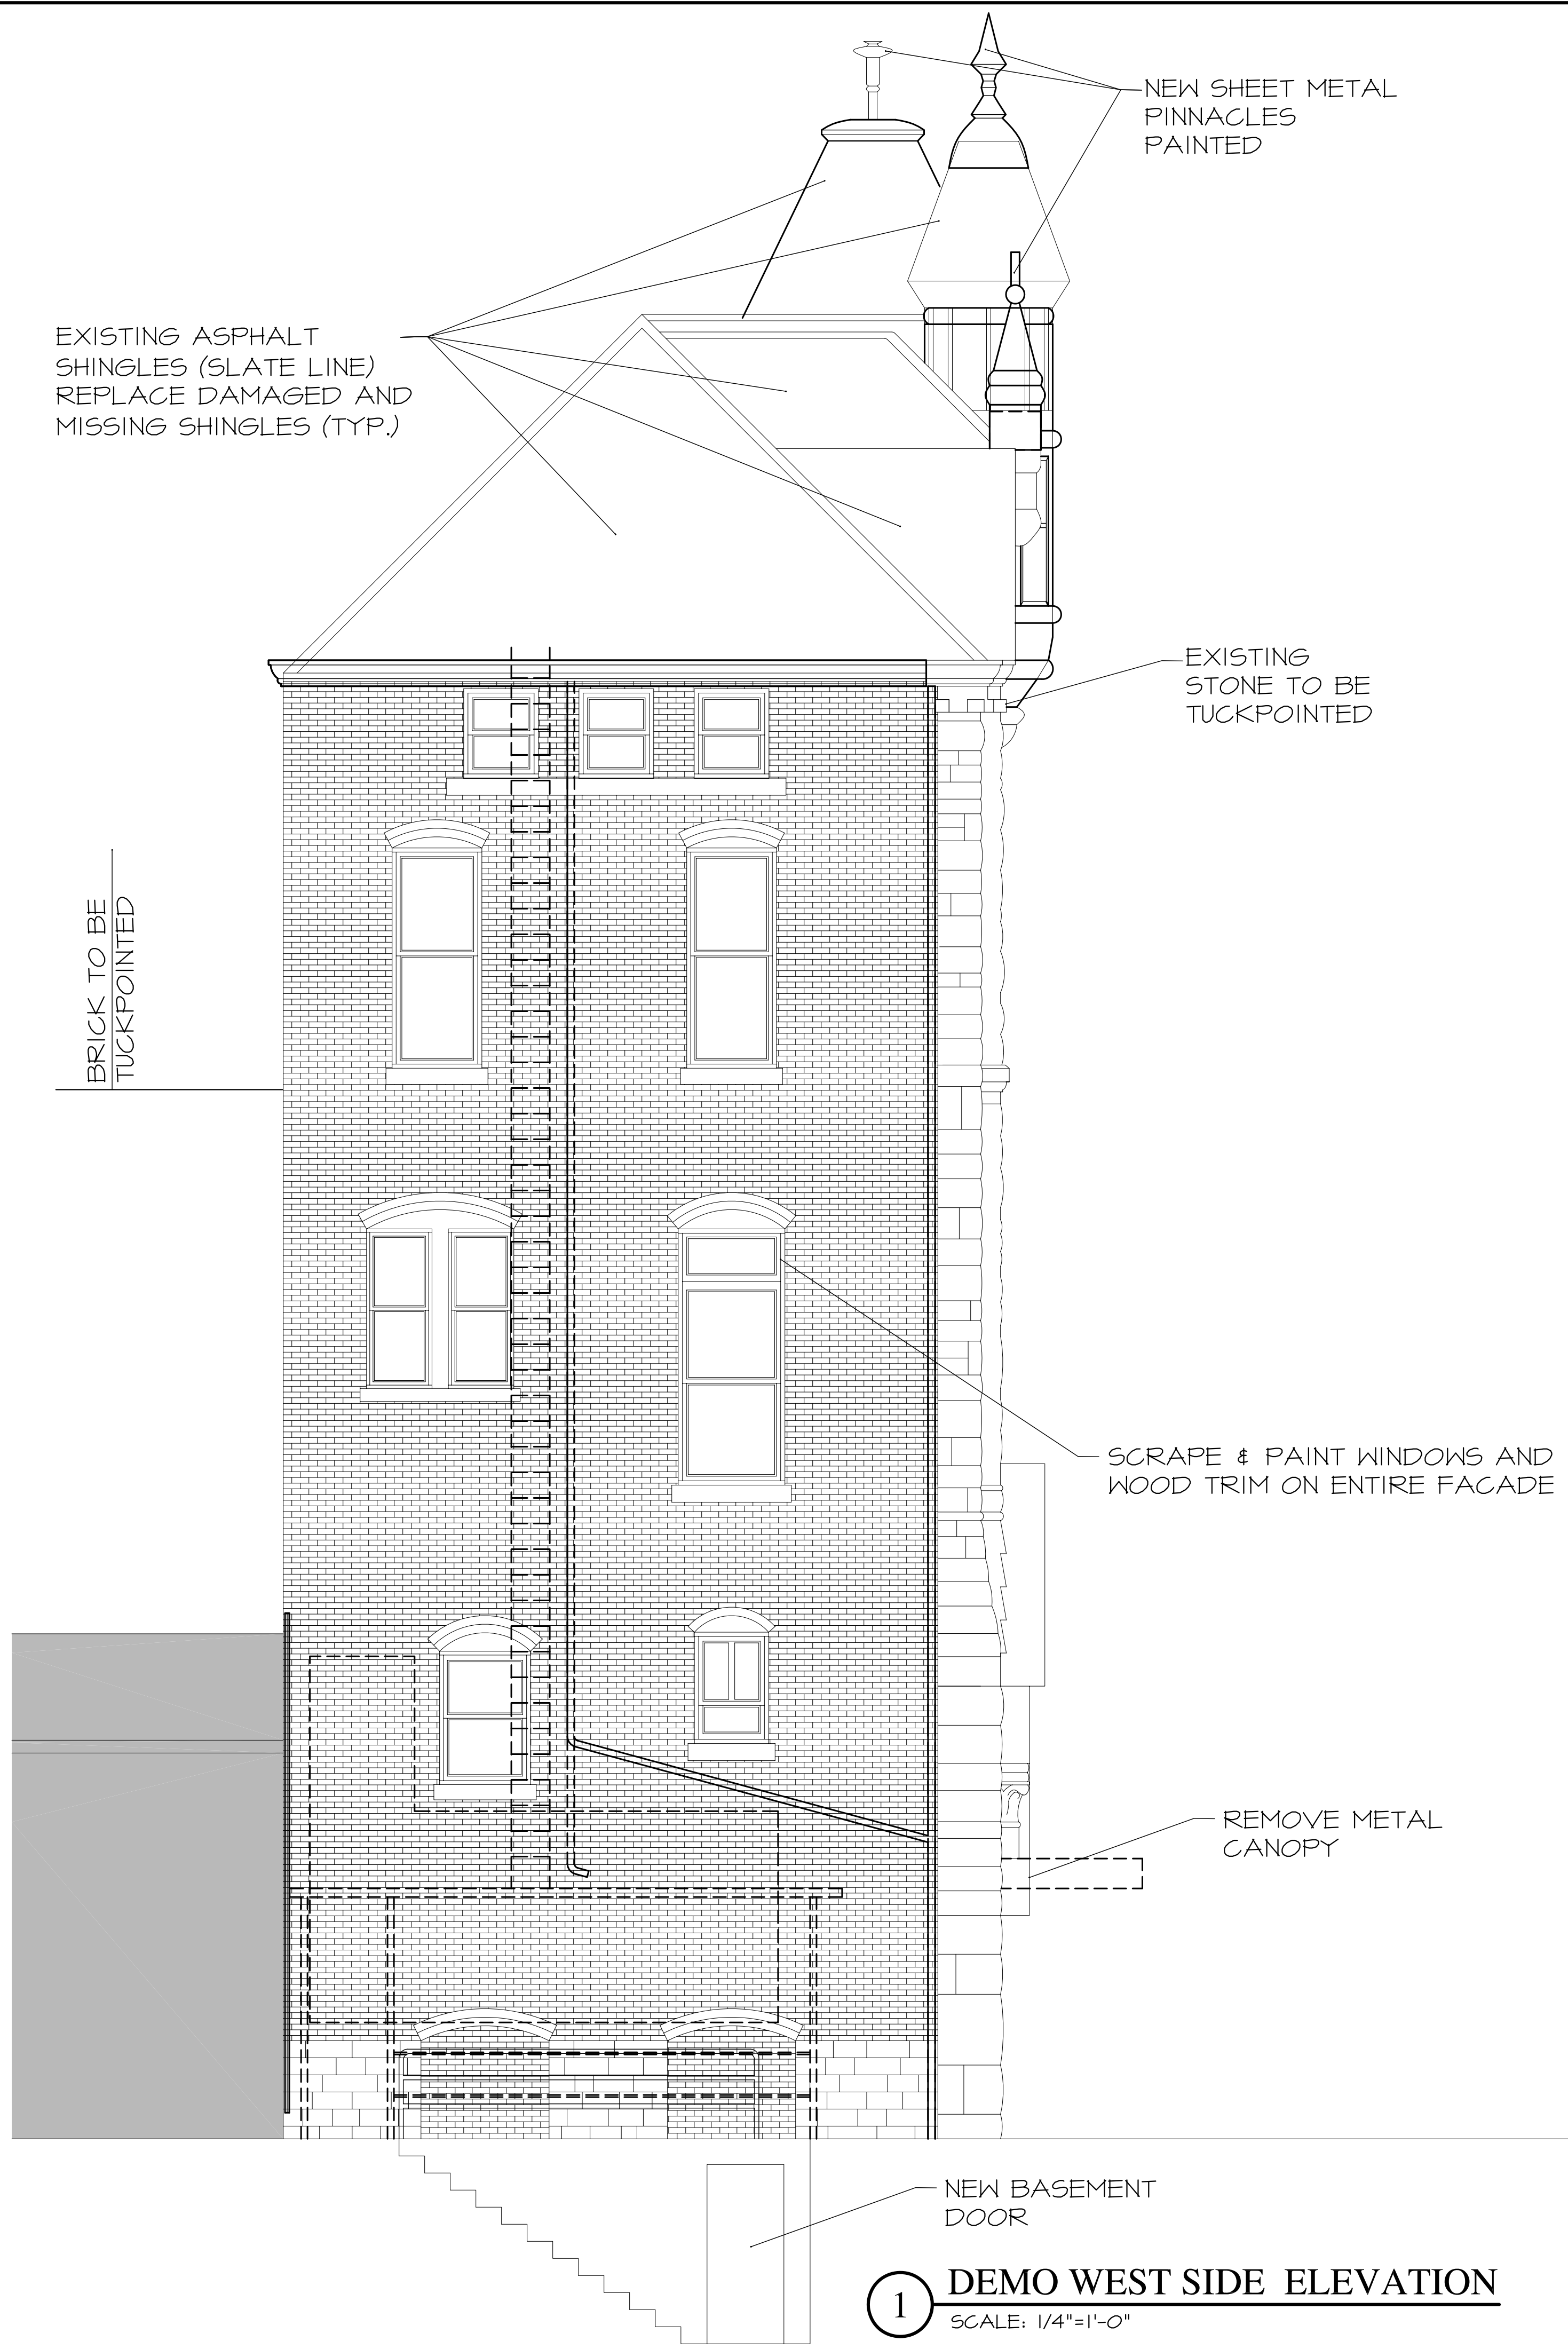 NEW SHEET METAL
PINNACLES
PAINTED
EXISTING ASPHALT
SHINGLES (SLATE LINE)
REPLACE DAMAGED AND
MISSING SHINGLES (TYP.)
EXISTING
STONE TO BE
TUCKPOINTED
BRICK TO BE
TUCKPOINTED
SCRAPE & PAINT WINDOWS AND
WOOD TRIM ON ENTIRE FACADE
REMOVE METAL
CANOPY
NEW BASEMENT
DOOR
1 DEMO WEST SIDE ELEVATION
SCALE: 1/4"=1'-0"